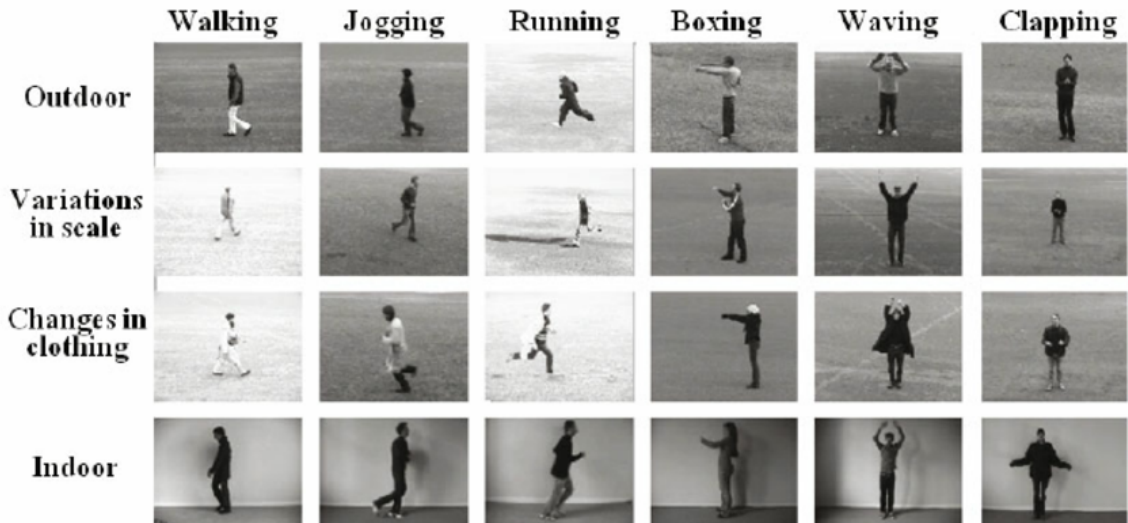 Walking Jogging Running Boxing Waving Clapping
Outdoor
Variations
in scale
Changes in
clothing
Indoor